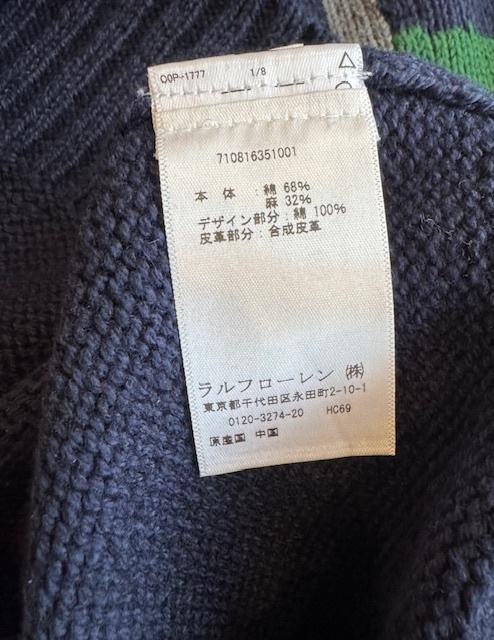 QQP-1777 1/8
710816351001
本 体 : 綿 68%
麻 32%
デザイン部分 : 綿 100%
皮革部分 : 合成皮革
ラルフローレン ㈱
東京都千代田区永田町2-10-1
0120-3274-20 HC69
原産国 中国